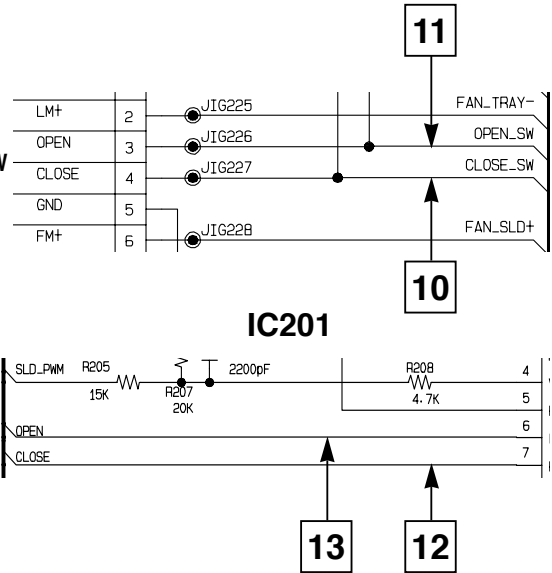 11
LM+ 2 JIG225 FAN_TRAY-
OPEN 3 JIG226 OPEN_SW
CLOSE 4 JIG227 CLOSE_SW
GND 5
FM+ 6 JIG228 FAN_SLD+
10
IC201
SLD_PWM R205 2200pF R208 4
15K R207 4.7K 5
20K
OPEN 6
CLOSE 7
13 12